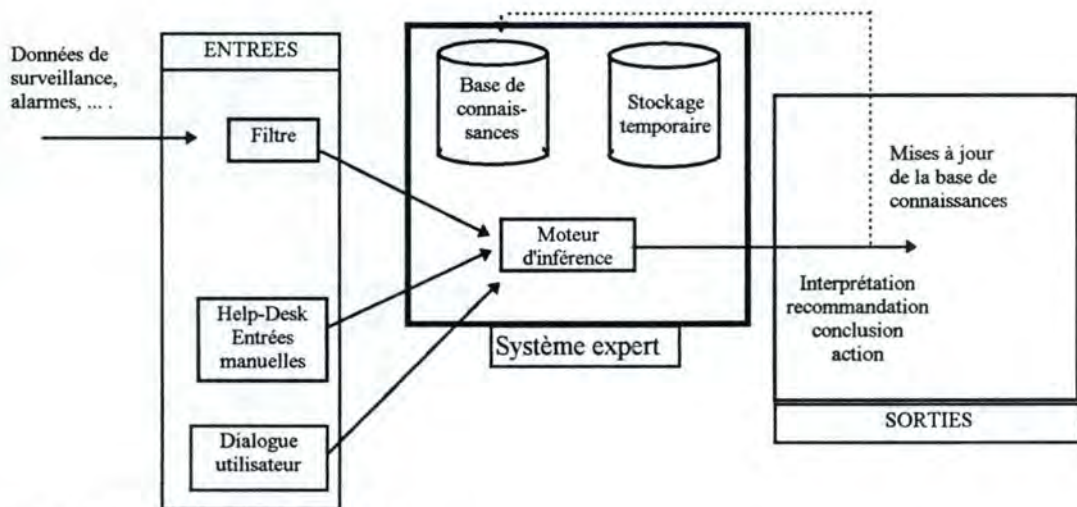 Données de
surveillance,
alarmes, ... .
ENTREES
Filtre
Help-Desk
Entrées
manuelles
Dialogue
utilisateur
Base de
connais-
sances
Stockage
temporaire
Moteur
d'inférence
Système expert
Mises à jour
de la base de
connaissances
Interprétation
recommandation
conclusion
action
SORTIES